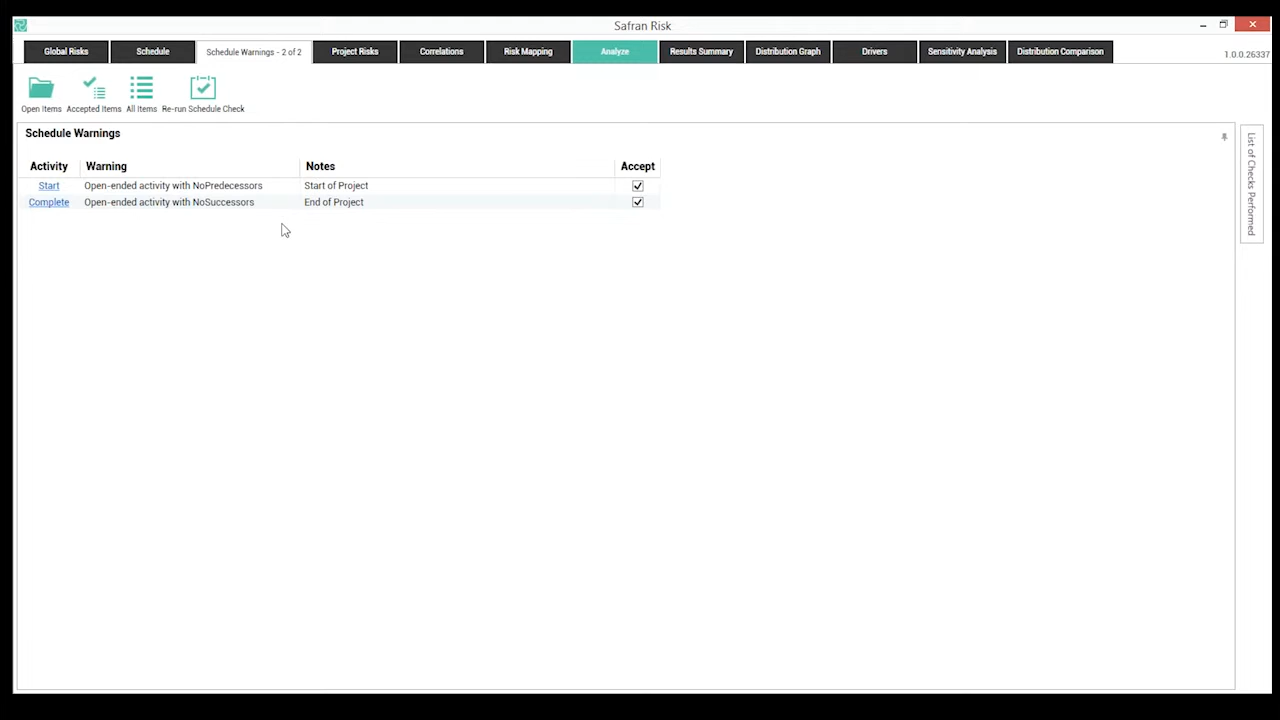 Safran Risk
Global Risks
Schedule
Schedule Warnings - 2 of 2
Project Risks
Correlations
Risk Mapping
Analyze
Results Summary
Distribution Graph
Drivers
Sensitivity Analysis
Distribution Comparison
1.0.0.26337
Open Items
Accepted Items
All Items
Re-run Schedule Check
Schedule Warnings
Activity Warning Notes Accept
Start Open-ended activity with NoPredecessors Start of Project
Complete Open-ended activity with NoSuccessors End of Project
List of Checks Performed